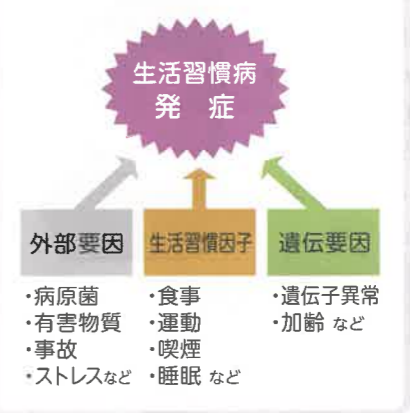 生活習慣病
発 症
外部要因
・病原菌
・有害物質
・事故
・ストレスなど
生活習慣因子
・食事
・運動
・喫煙
・睡眠 など
遺伝要因
・遺伝子異常
・加齢 など